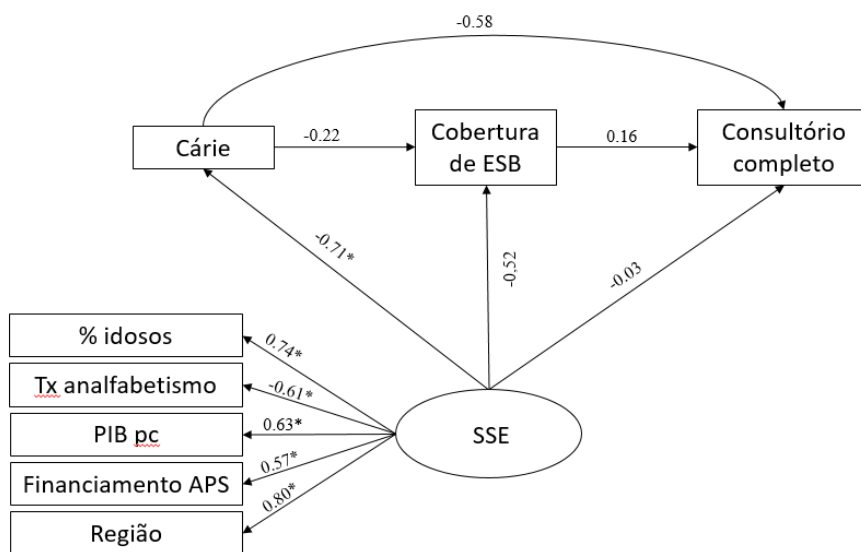 -0.58
Cárie
-0.22
Cobertura
de ESB
0.16
Consultório
completo
-0.71*
-0,52
-0.03
% idosos
0.74*
Tx analfabetismo
-0.61*
PIB pc
0.63*
SSE
Financiamento APS
0.57*
Região
0.80*